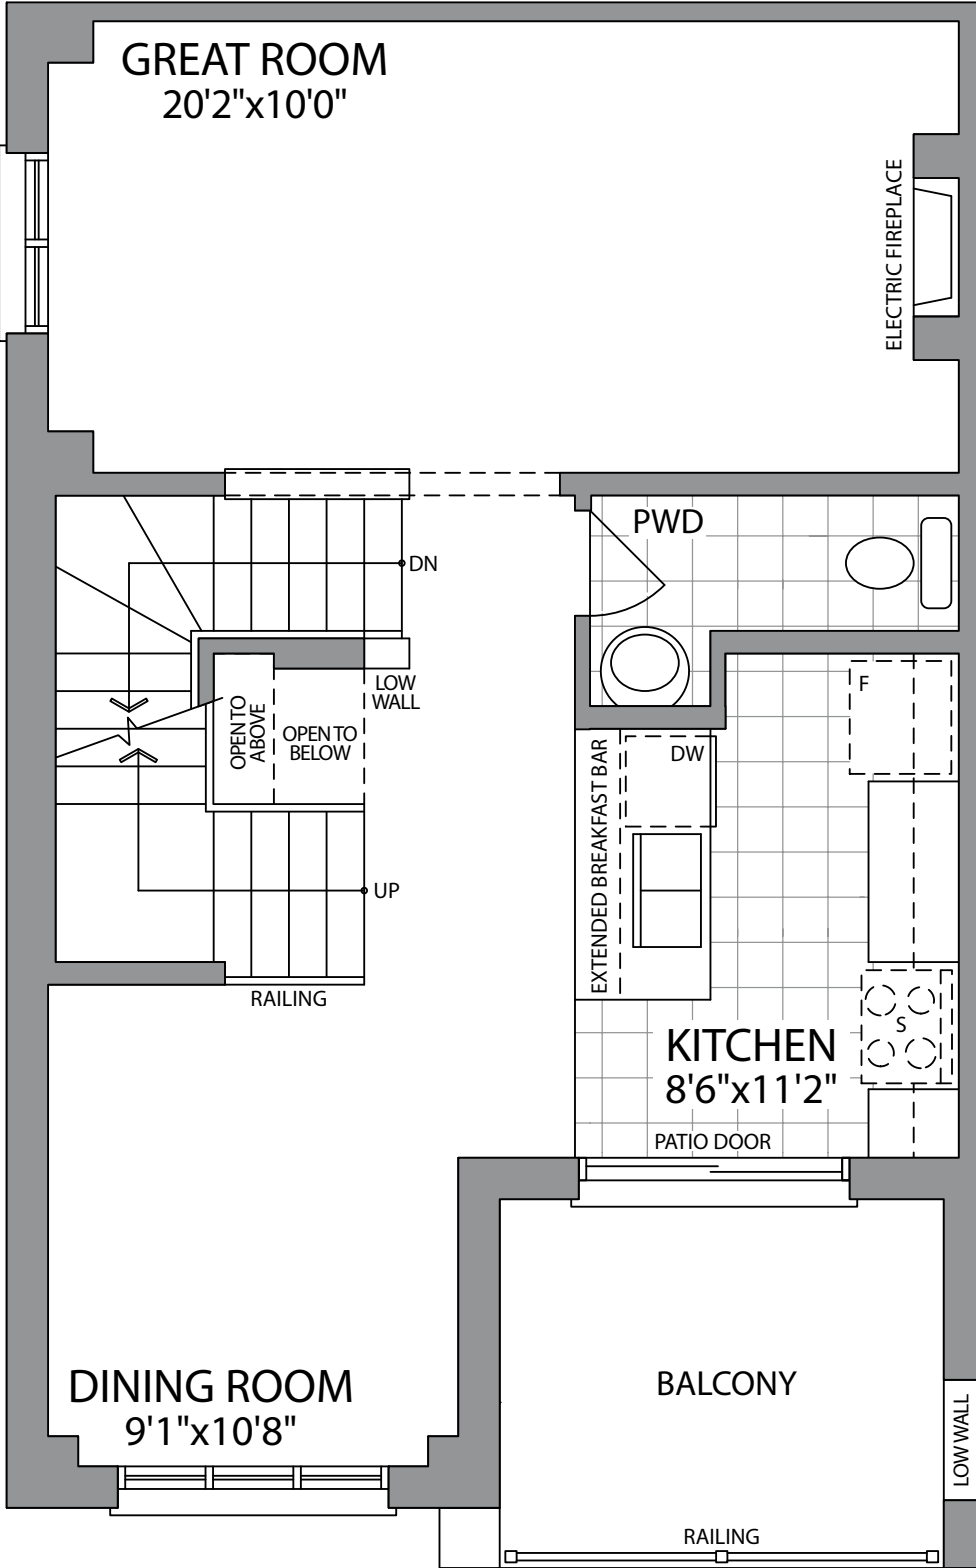 GREAT ROOM
20'2"x10'0"
ELECTRIC FIREPLACE
PWD
DN
LOW
WALL
OPEN TO
ABOVE
OPEN TO
BELOW
F
DW
EXTENDED BREAKFAST BAR
UP
RAILING
S
KITCHEN
8'6"x11'2"
PATIO DOOR
DINING ROOM
9'1"x10'8"
BALCONY
LOW WALL
RAILING